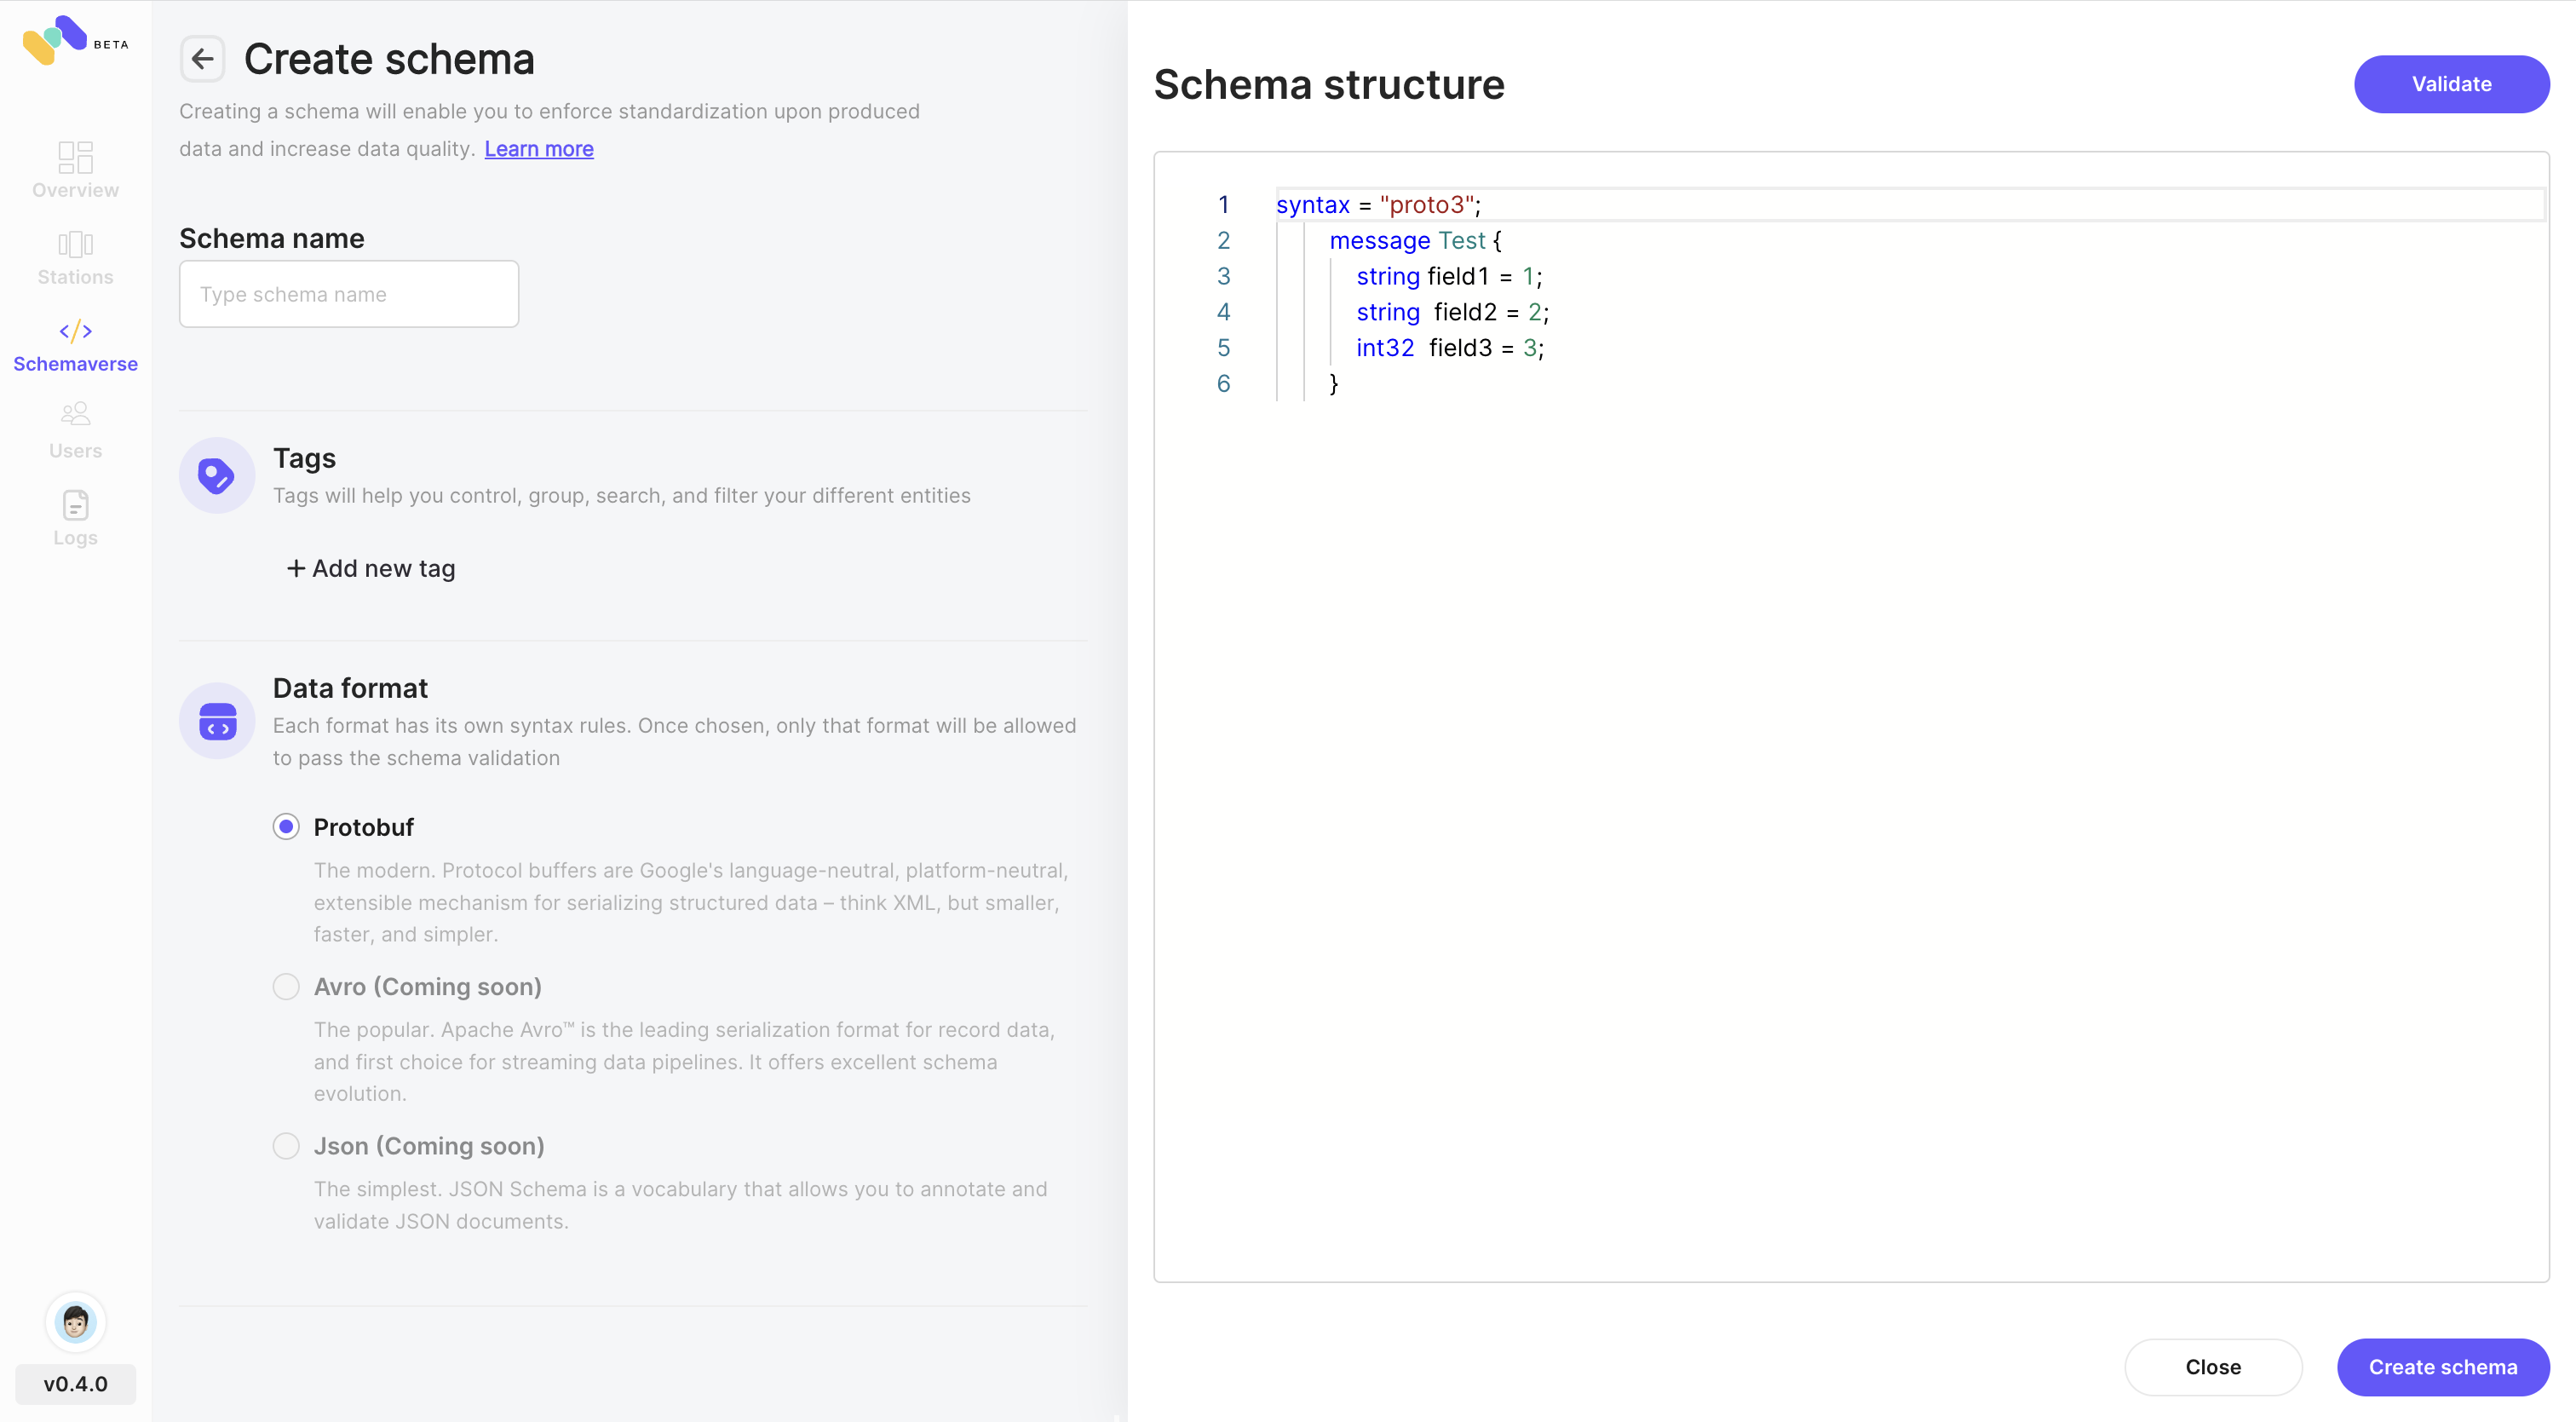 BETA
Overview
Stations
Schemaverse
Users
Logs
v0.4.0
Create schema
Creating a schema will enable you to enforce standardization upon produced
data and increase data quality. Learn more
Schema name
Type schema name
Tags
Tags will help you control, group, search, and filter your different entities
+ Add new tag
Data format
Each format has its own syntax rules. Once chosen, only that format will be allowed
to pass the schema validation
Protobuf
The modern. Protocol buffers are Google's language-neutral, platform-neutral,
extensible mechanism for serializing structured data – think XML, but smaller,
faster, and simpler.
Avro (Coming soon)
The popular. Apache Avro™ is the leading serialization format for record data,
and first choice for streaming data pipelines. It offers excellent schema
evolution.
Json (Coming soon)
The simplest. JSON Schema is a vocabulary that allows you to annotate and
validate JSON documents.
Schema structure
Validate
1 syntax = "proto3";
2 message Test {
3 string field1 = 1;
4 string  field2 = 2;
5 int32  field3 = 3;
6 }
Close
Create schema